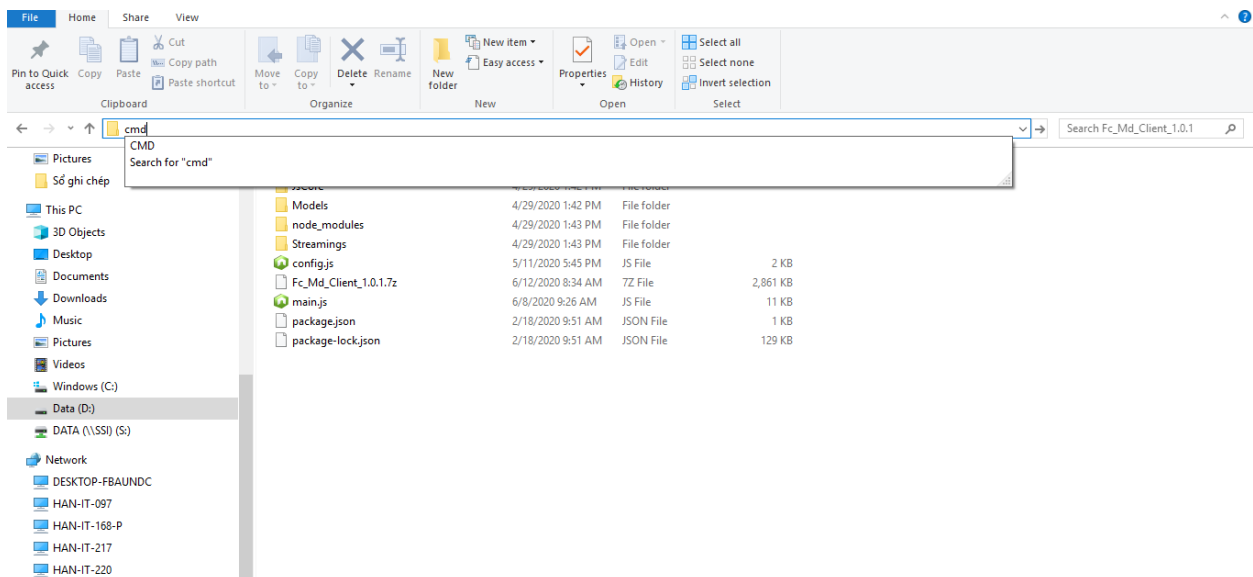 File Home Share View
Pin to Quick access
Copy
Paste
Cut
Copy path
Paste shortcut
Clipboard
Move to
Copy to
Delete
Rename
Organize
New folder
New item
Easy access
New
Properties
Open
Edit
History
Open
Select all
Select none
Invert selection
Select
cmd
Search Fc_Md_Client_1.0.1
CMD
Search for "cmd"
Pictures
Sổ ghi chép
This PC
3D Objects
Desktop
Documents
Downloads
Music
Pictures
Videos
Windows (C:)
Data (D:)
DATA (\\SSI) (S:)
Network
DESKTOP-FBAUNDC
HAN-IT-097
HAN-IT-168-P
HAN-IT-217
HAN-IT-220
Models 4/29/2020 1:42 PM File folder
node_modules 4/29/2020 1:43 PM File folder
Streamings 4/29/2020 1:43 PM File folder
config.js 5/11/2020 5:45 PM JS File 2 KB
Fc_Md_Client_1.0.1.7z 6/12/2020 8:34 AM 7Z File 2,861 KB
main.js 6/8/2020 9:26 AM JS File 11 KB
package.json 2/18/2020 9:51 AM JSON File 1 KB
package-lock.json 2/18/2020 9:51 AM JSON File 129 KB